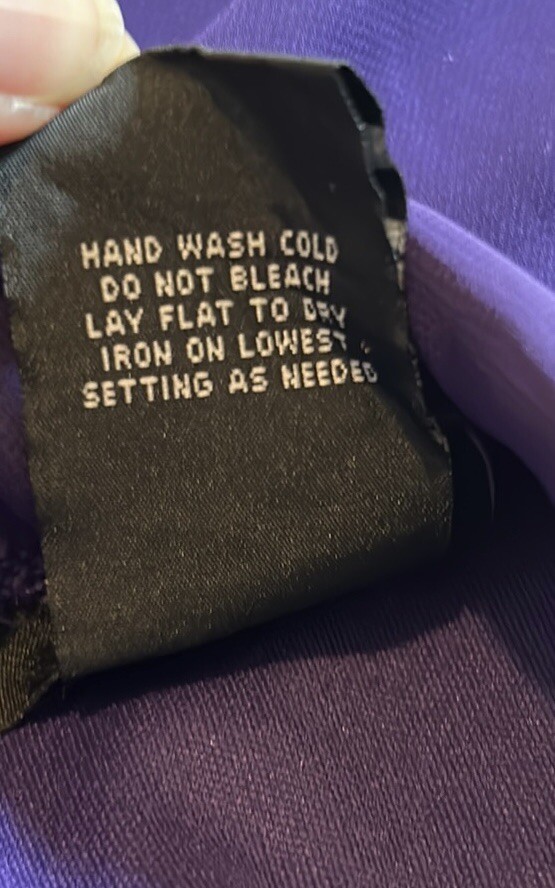 HAND WASH COLD
DO NOT BLEACH
LAY FLAT TO DRY
IRON ON LOWEST
SETTING AS NEEDED